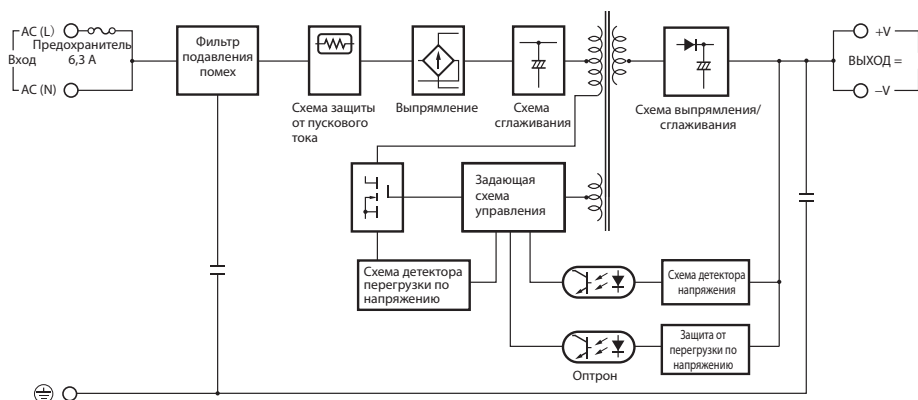 AC (L)
Предохранитель
Вход 6,3 A
AC (N)
Фильтр
подавления
помех
Схема защиты
от пускового
тока
Выпрямление
Схема
сглаживания
Схема выпрямления/
сглаживания
+V
ВЫХОД =
–V
Задающая
схема
управления
Схема детектора
перегрузки по
напряжению
Схема детектора
напряжения
Защита от
перегрузки по
напряжению
Оптрон